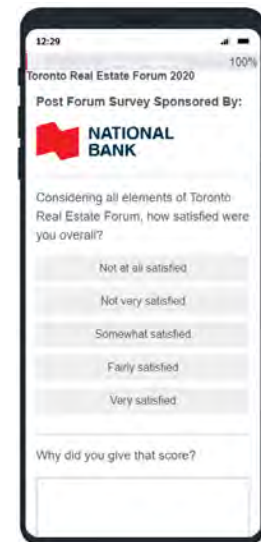 12:29
100%
Toronto Real Estate Forum 2020
Post Forum Survey Sponsored By:
NATIONAL
BANK
Considering all elements of Toronto
Real Estate Forum, how satisfied were
you overall?
Not at all satisfied
Not very satisfied
Somewhat satisfied
Fairly satisfied
Very satisfied
Why did you give that score?